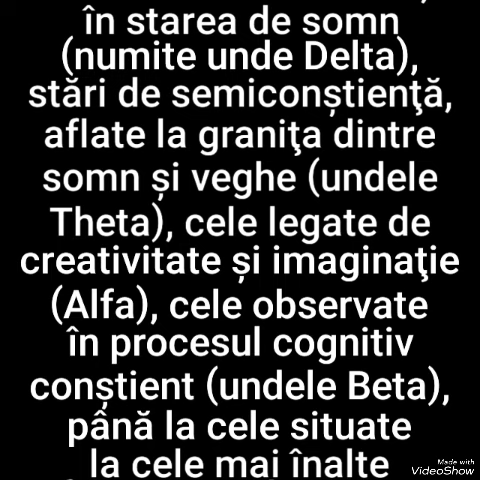 în starea de somn
(numite unde Delta),
stări de semiconștienţă,
aflate la graniţa dintre
somn și veghe (undele
Theta), cele legate de
creativitate și imaginaţie
(Alfa), cele observate
în procesul cognitiv
conștient (undele Beta),
până la cele situate
la cele mai înalte
Made with
VideoShow